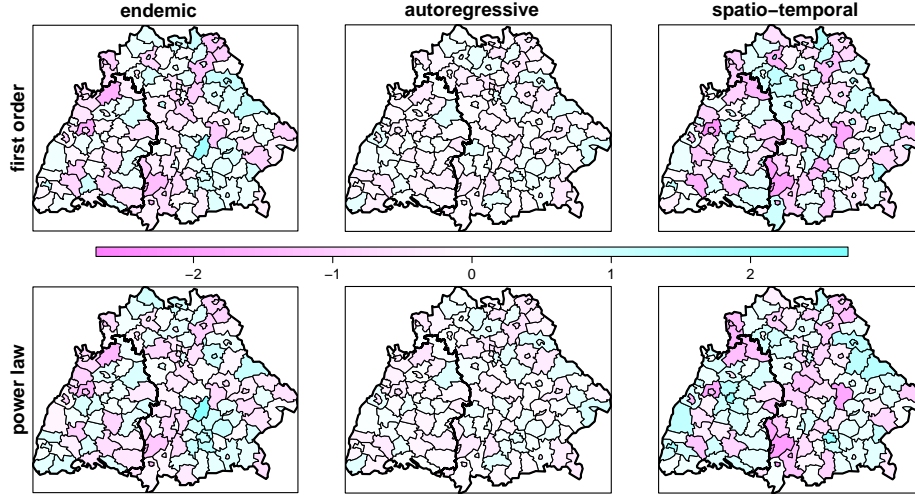 endemic autoregressive spatio−temporal
first order
−2 −1 0 1 2
power law